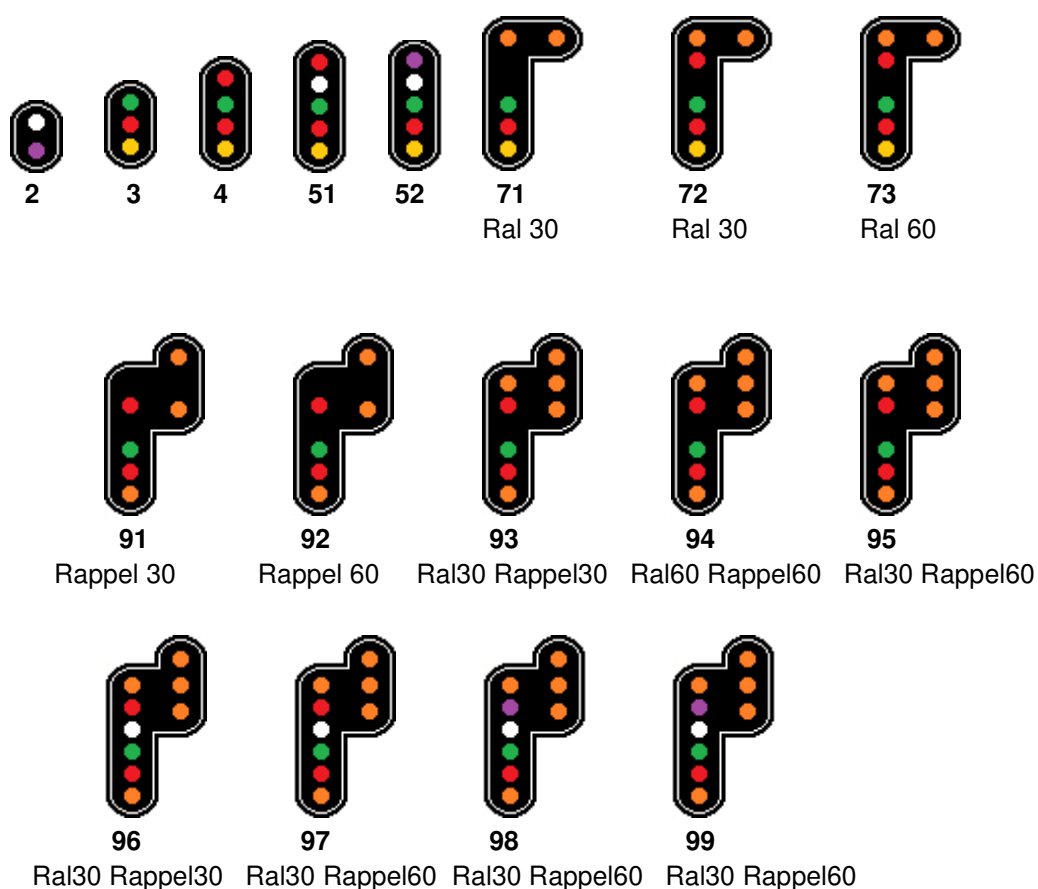 2 3 4 51 52 71 72 73
Ral 30 Ral 30 Ral 60
91 92 93 94 95
Rappel 30 Rappel 60 Ral30 Rappel30 Ral60 Rappel60 Ral30 Rappel60
96 97 98 99
Ral30 Rappel30 Ral30 Rappel60 Ral30 Rappel60 Ral30 Rappel60